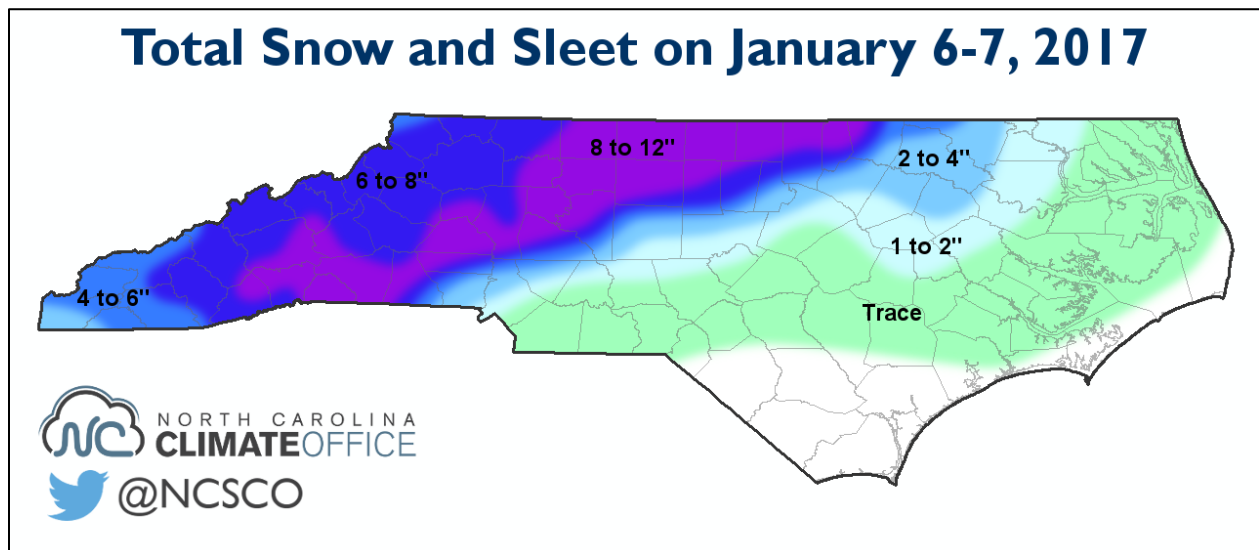 Total Snow and Sleet on January 6-7, 2017
8 to 12"
2 to 4"
6 to 8"
1 to 2"
4 to 6"
Trace
NC
NORTH CAROLINA
CLIMATEOFFICE
@NCSCO